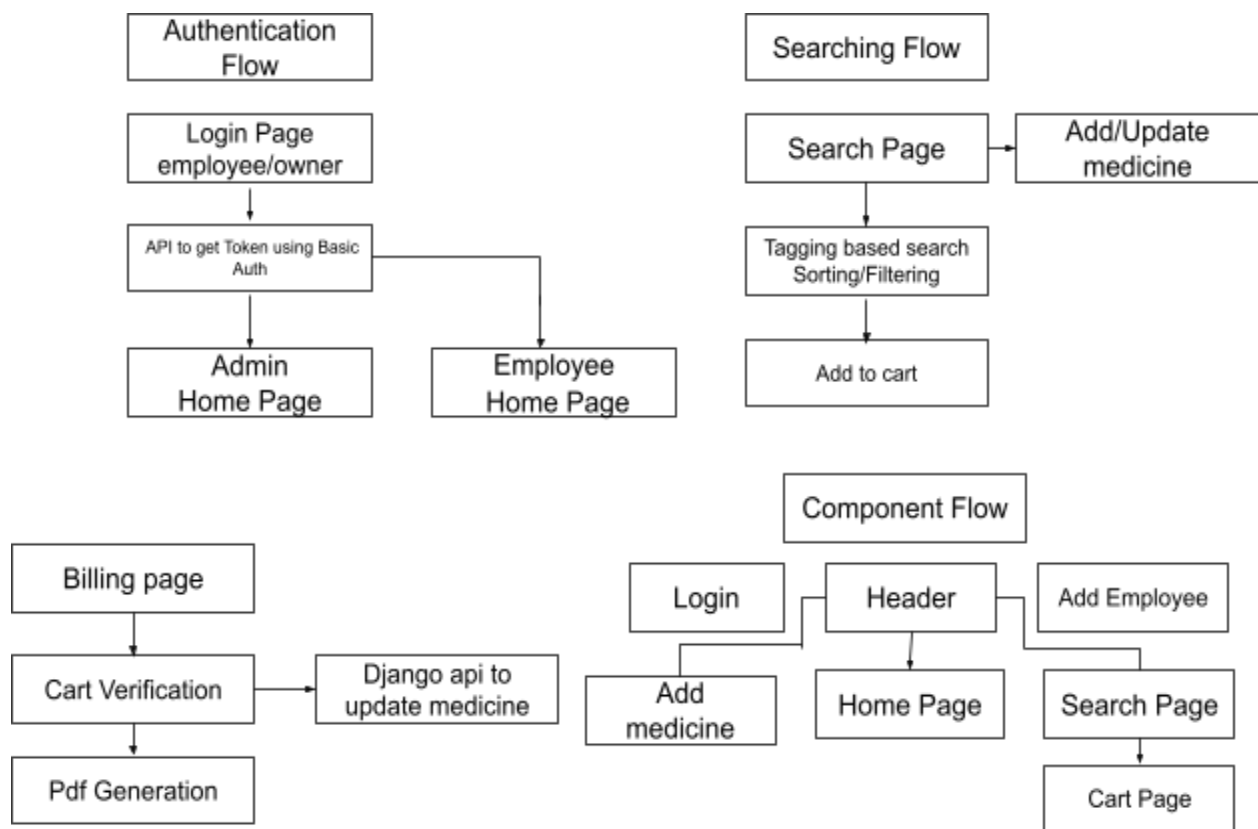 Authentication
Flow
Login Page
employee/owner
API to get Token using Basic
Auth
Admin
Home Page
Employee
Home Page
Searching Flow
Search Page
Add/Update
medicine
Tagging based search
Sorting/Filtering
Add to cart
Billing page
Cart Verification
Django api to
update medicine
Pdf Generation
Component Flow
Login
Header
Add Employee
Add
medicine
Home Page
Search Page
Cart Page